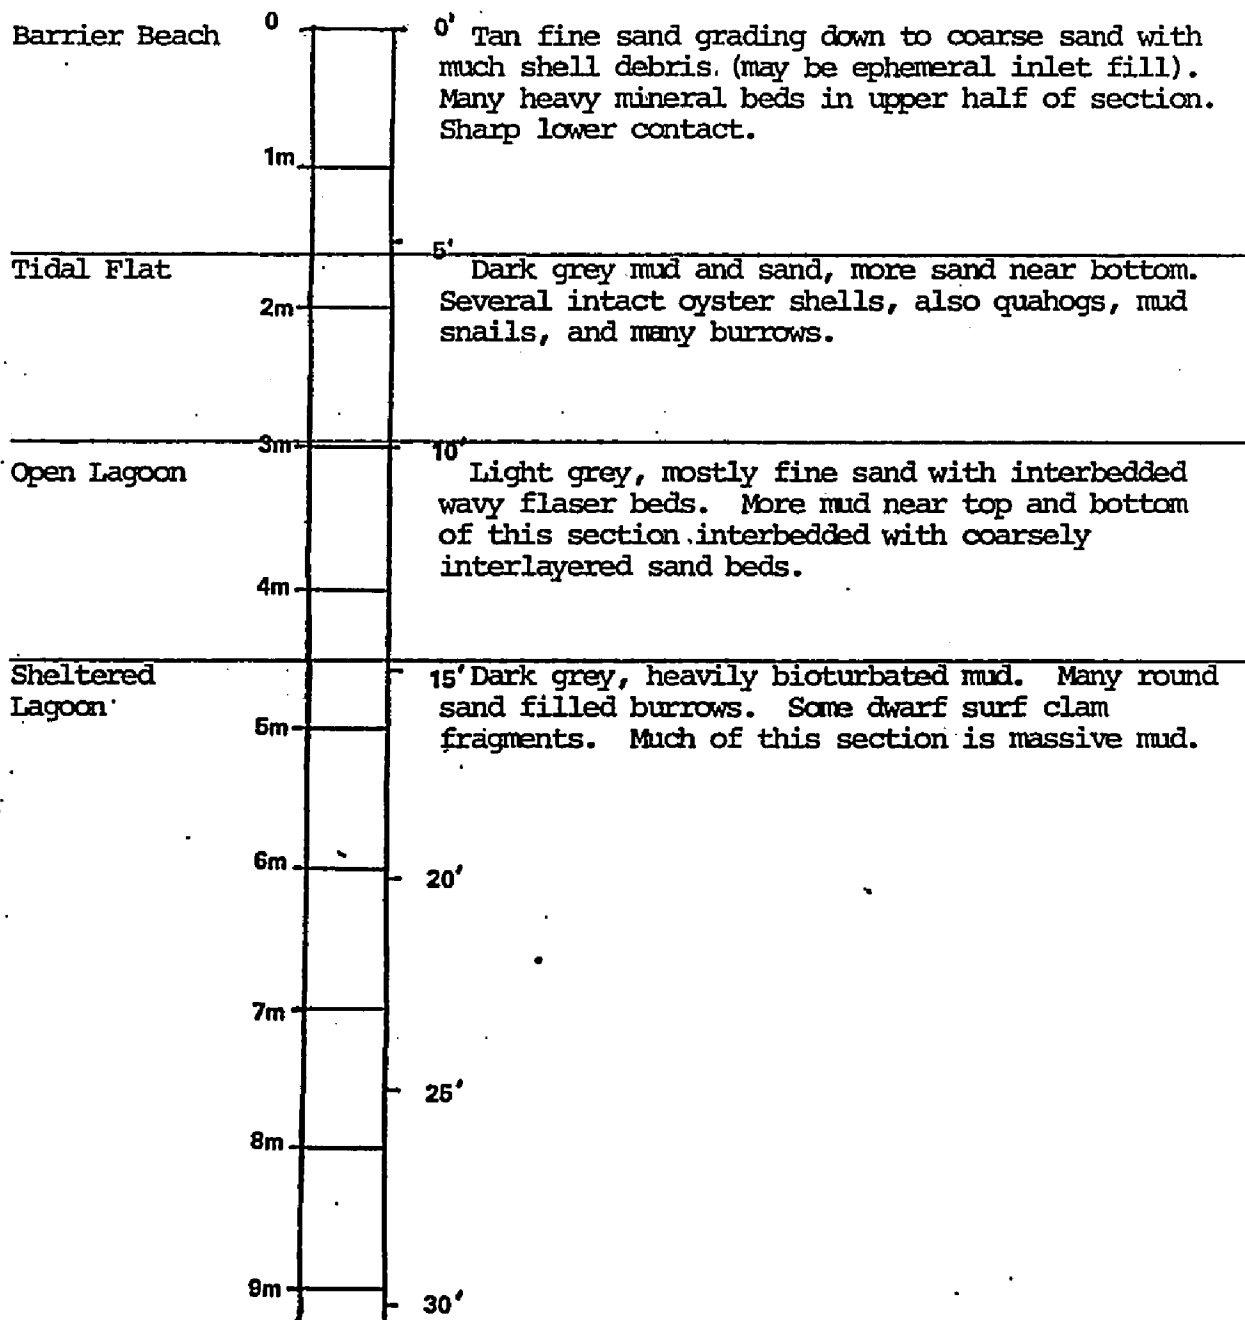 Barrier Beach
0
0'
Tan fine sand grading down to coarse sand with
much shell debris. (may be ephemeral inlet fill).
Many heavy mineral beds in upper half of section.
Sharp lower contact.
1m
5'
Tidal Flat
Dark grey mud and sand, more sand near bottom.
Several intact oyster shells, also quahogs, mud
snails, and many burrows.
2m
3m
10'
Open Lagoon
Light grey, mostly fine sand with interbedded
wavy flaser beds. More mud near top and bottom
of this section interbedded with coarsely
interlayered sand beds.
4m
Sheltered
Lagoon
15' Dark grey, heavily bioturbated mud. Many round
sand filled burrows. Some dwarf surf clam
fragments. Much of this section is massive mud.
5m
6m
20'
7m
25'
8m
9m
30'